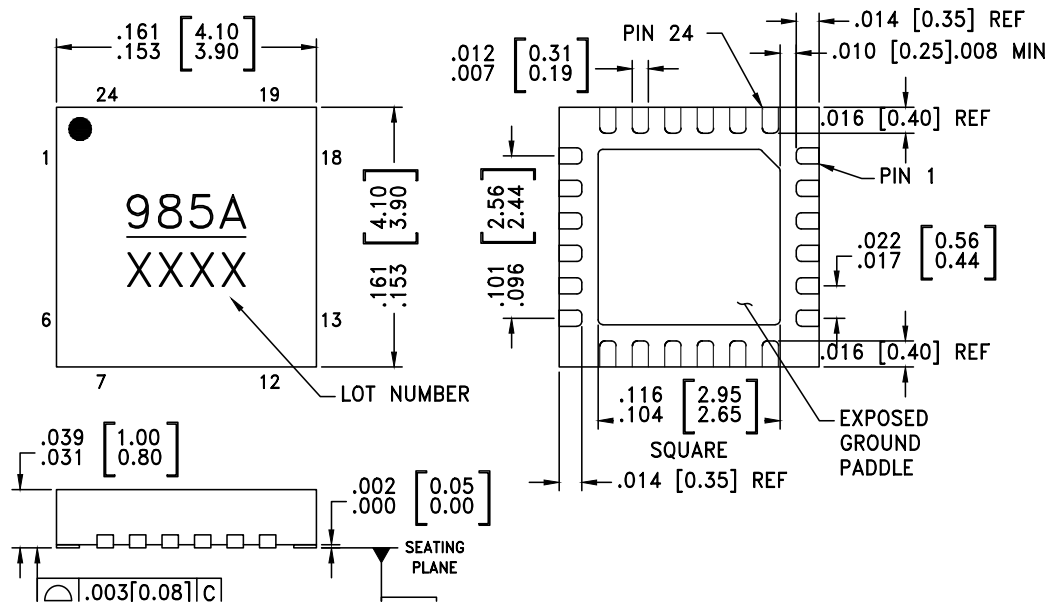 .161 [4.10]
.153 [3.90]
24 19
1 18
985A
XXXX
6 13
7 12
LOT NUMBER
.161 [4.10]
.153 [3.90]
PIN 24
.014 [0.35] REF
.012 [0.31]
.007 [0.19]
.010 [0.25].008 MIN
.016 [0.40] REF
PIN 1
.101 [2.56]
.096 [2.44]
.022 [0.56]
.017 [0.44]
.016 [0.40] REF
.116 [2.95]
.104 [2.65]
SQUARE
EXPOSED
GROUND
PADDLE
.014 [0.35] REF
.039 [1.00]
.031 [0.80]
.002 [0.05]
.000 [0.00]
SEATING
PLANE
.003[0.08] C